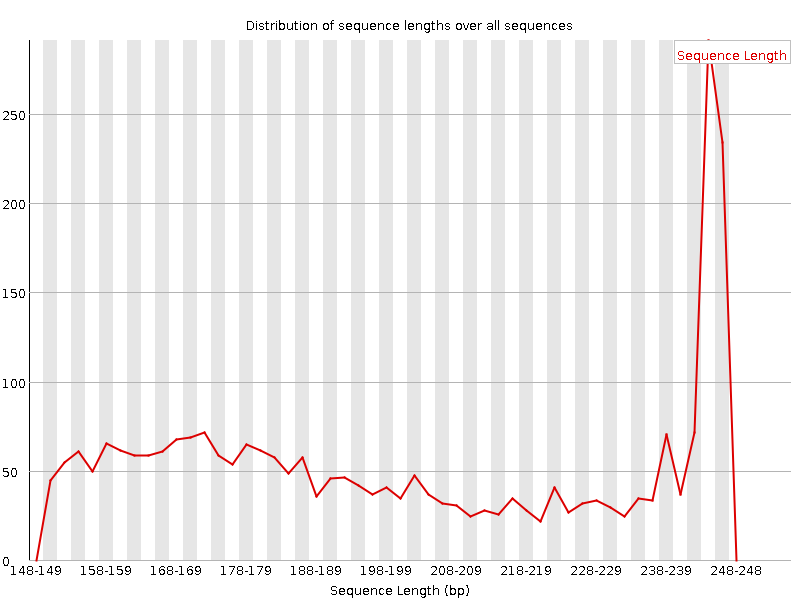 Distribution of sequence lengths over all sequences
Sequence Length
250
200
150
100
50
0
148-149 158-159 168-169 178-179 188-189 198-199 208-209 218-219 228-229 238-239 248-248
Sequence Length (bp)